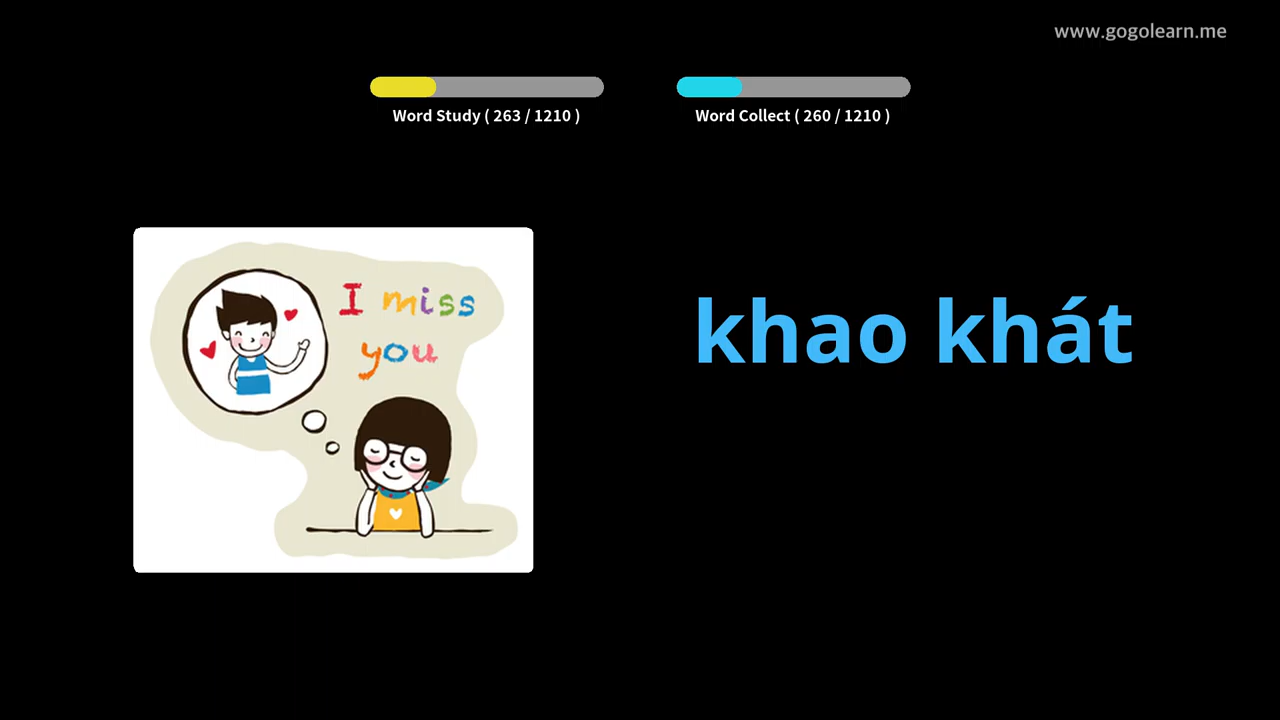 www.gogolearn.me
Word Study ( 263 / 1210 )
Word Collect ( 260 / 1210 )
I miss
you
khao khát